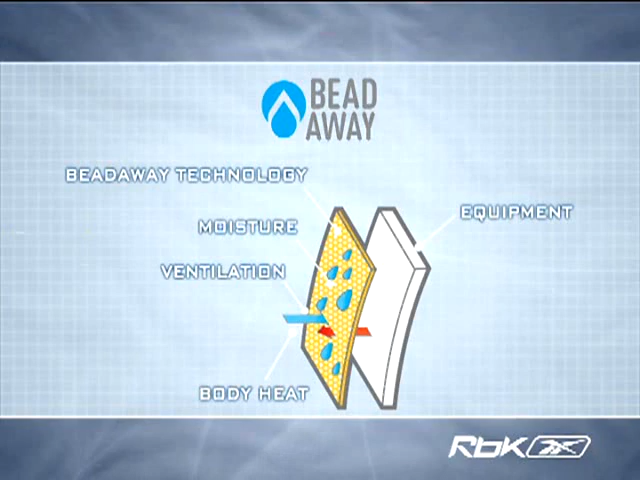 BEAD
AWAY
BEADAWAY TECHNOLOGY
EQUIPMENT
MOISTURE
VENTILATION
BODY HEAT
RbK